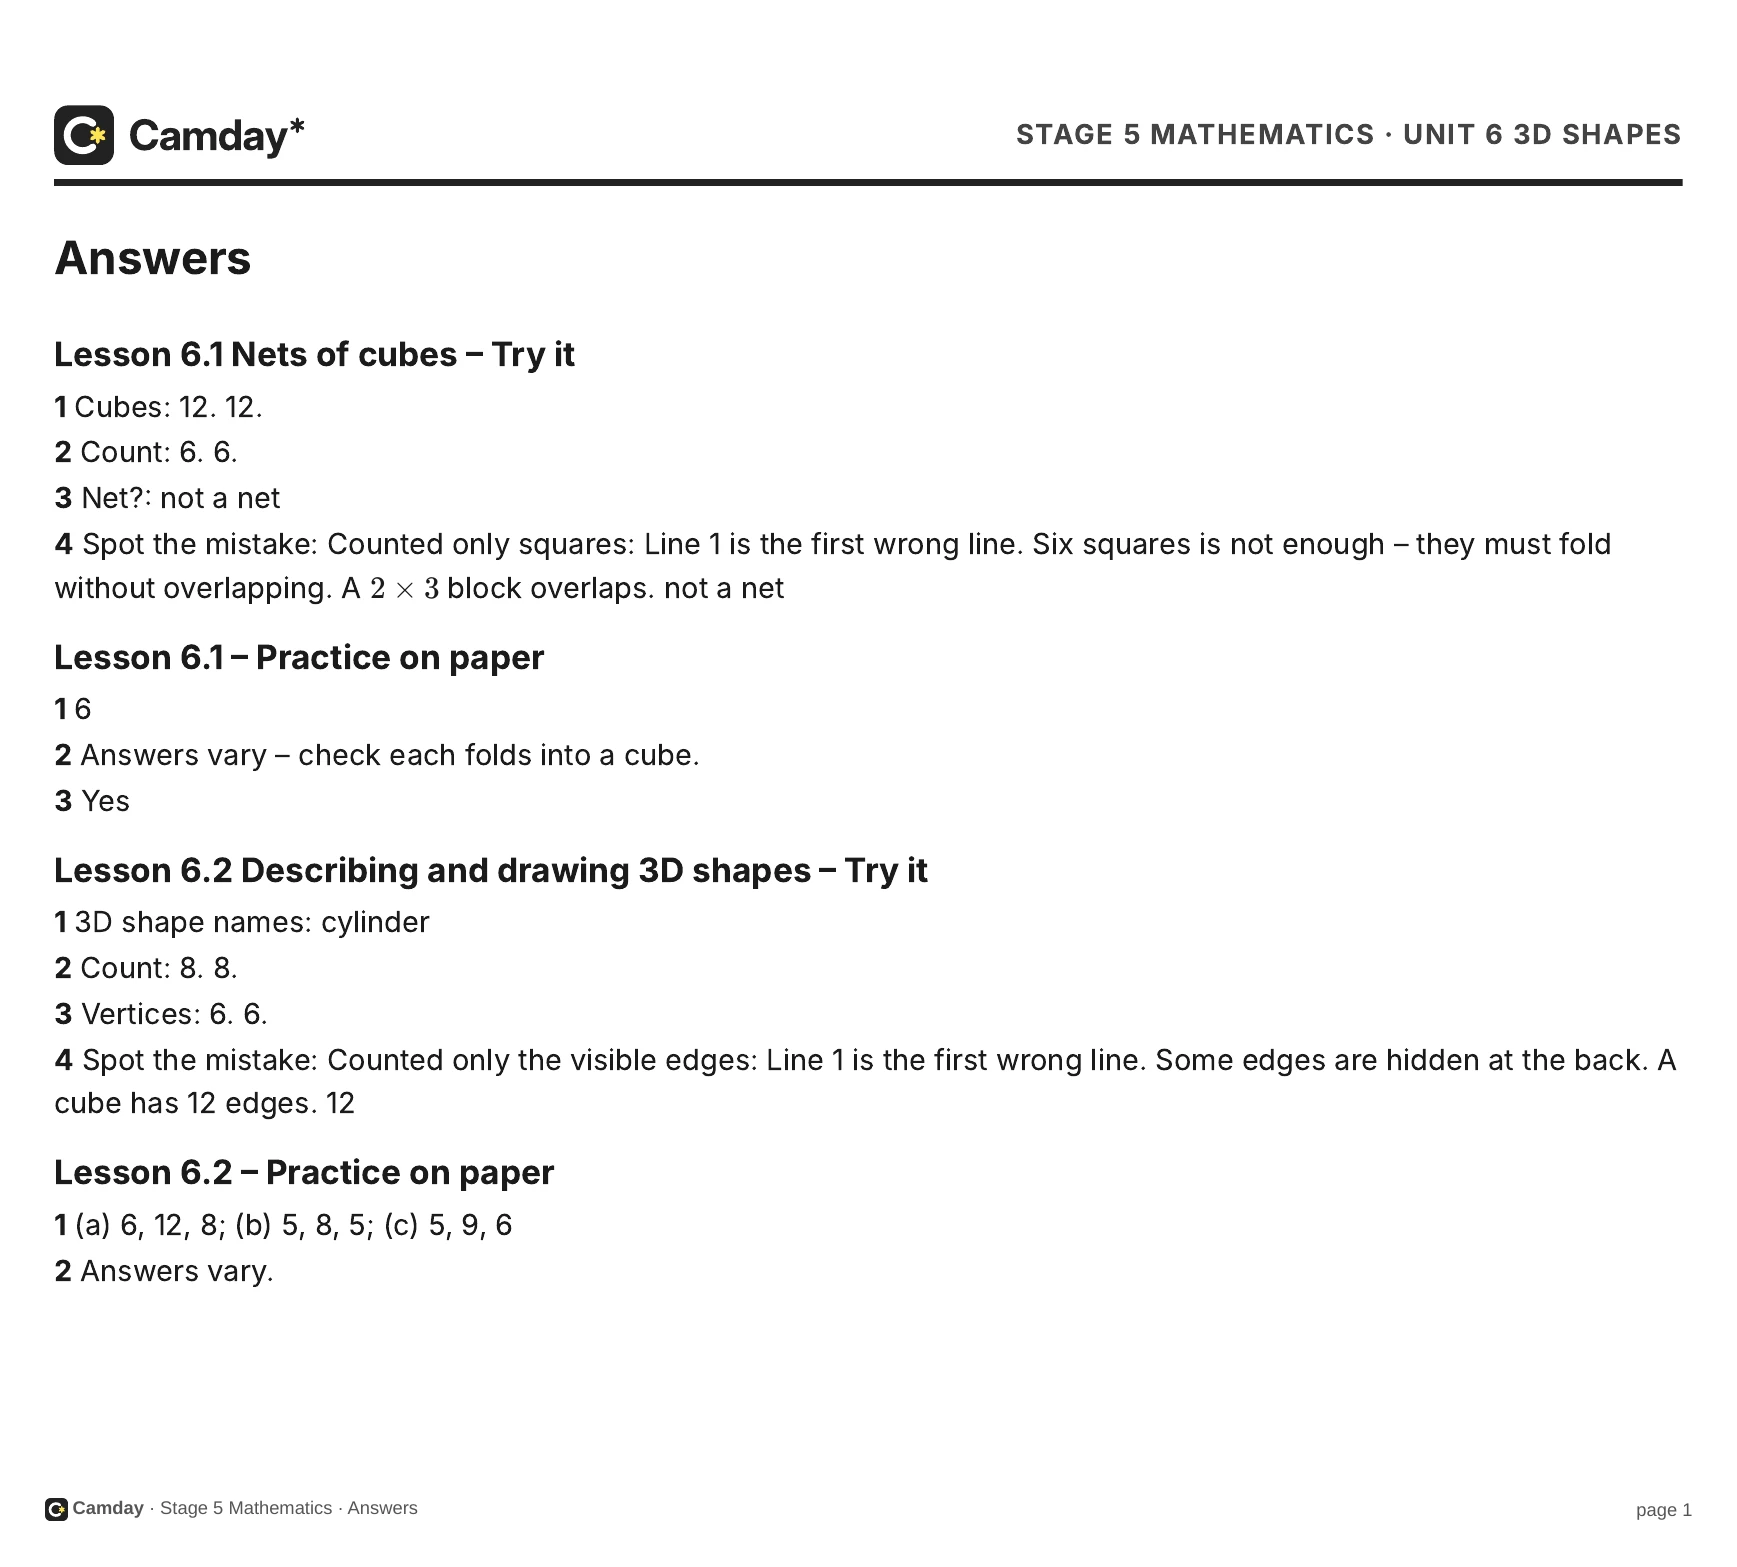 Camday*
STAGE 5 MATHEMATICS · UNIT 6 3D SHAPES
Answers
Lesson 6.1 Nets of cubes – Try it
1 Cubes: 12. 12.
2 Count: 6. 6.
3 Net?: not a net
4 Spot the mistake: Counted only squares: Line 1 is the first wrong line. Six squares is not enough – they must fold
without overlapping. A 2 × 3 block overlaps. not a net
Lesson 6.1 – Practice on paper
1 6
2 Answers vary – check each folds into a cube.
3 Yes
Lesson 6.2 Describing and drawing 3D shapes – Try it
1 3D shape names: cylinder
2 Count: 8. 8.
3 Vertices: 6. 6.
4 Spot the mistake: Counted only the visible edges: Line 1 is the first wrong line. Some edges are hidden at the back. A
cube has 12 edges. 12
Lesson 6.2 – Practice on paper
1 (a) 6, 12, 8; (b) 5, 8, 5; (c) 5, 9, 6
2 Answers vary.
Camday · Stage 5 Mathematics · Answers
page 1